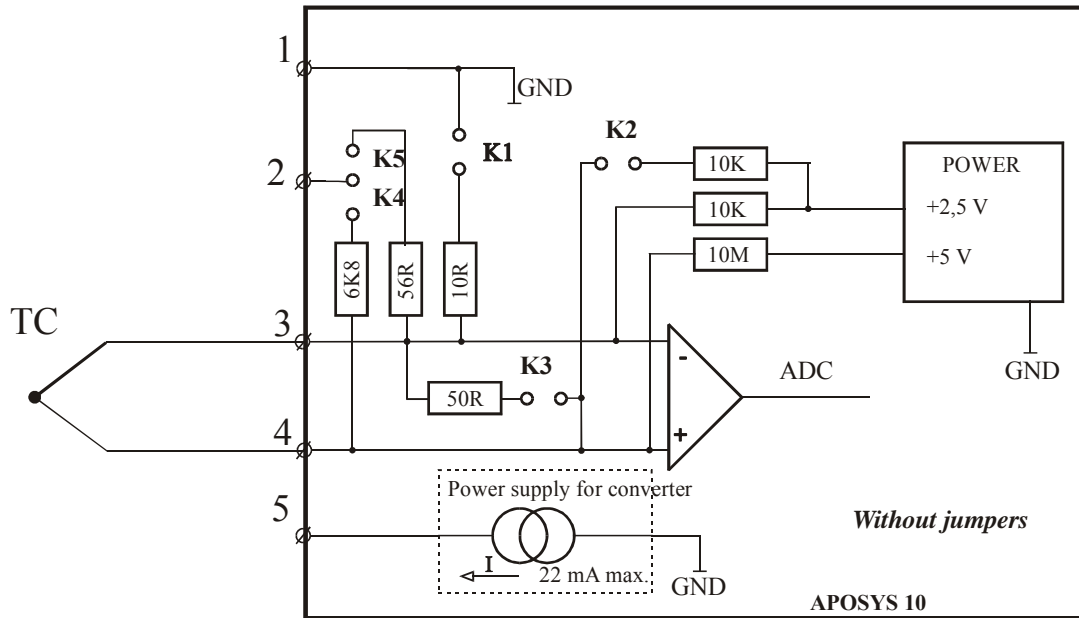 1
GND
K2
K5
K1
10K
POWER
2
K4
10K
+2,5 V
10M
+5 V
6K8
56R
10R
TC
3
K3
-
ADC
GND
50R
+
4
Power supply for converter
5
Without jumpers
I
22 mA max.
GND
APOSYS 10